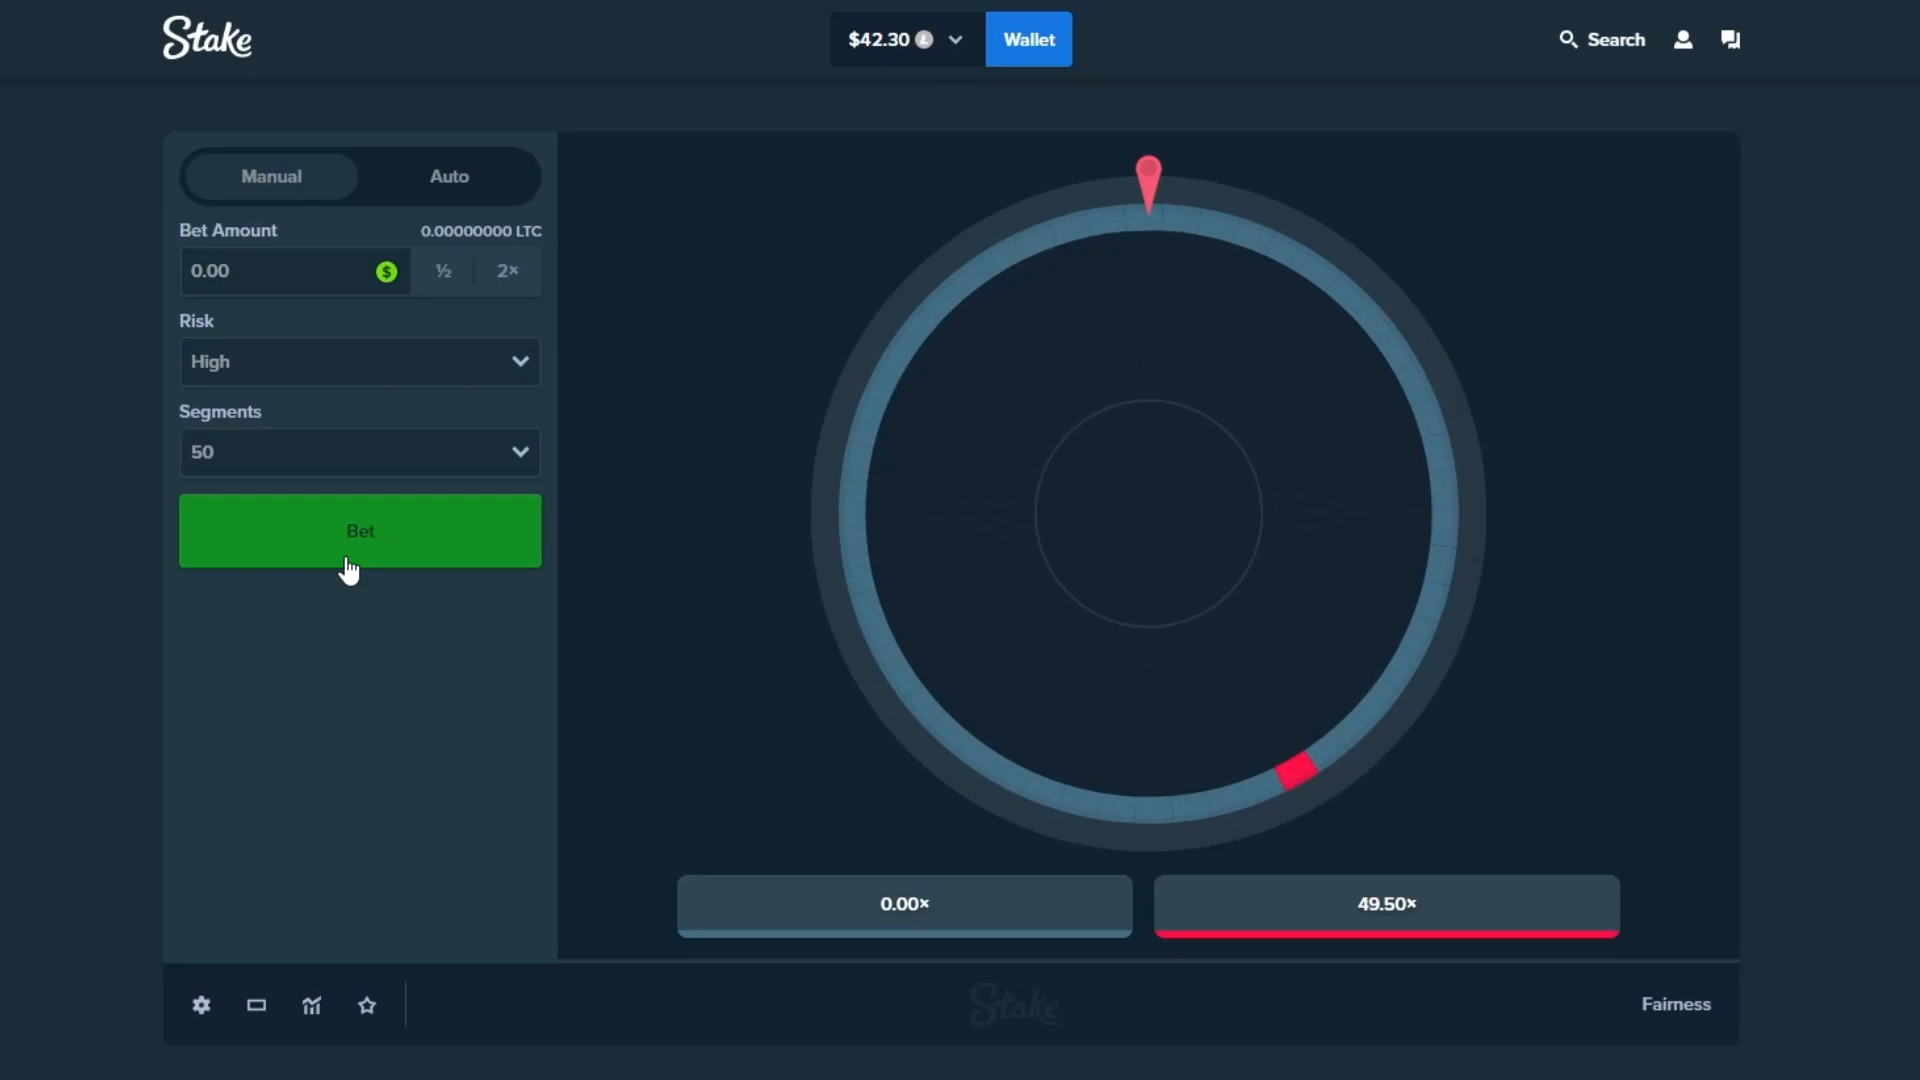 Stake
$42.30
Wallet
Search
Manual
Auto
Bet Amount
0.00000000 LTC
0.00
$
½
2×
Risk
High
Segments
50
Bet
0.00×
49.50×
Stake
Fairness